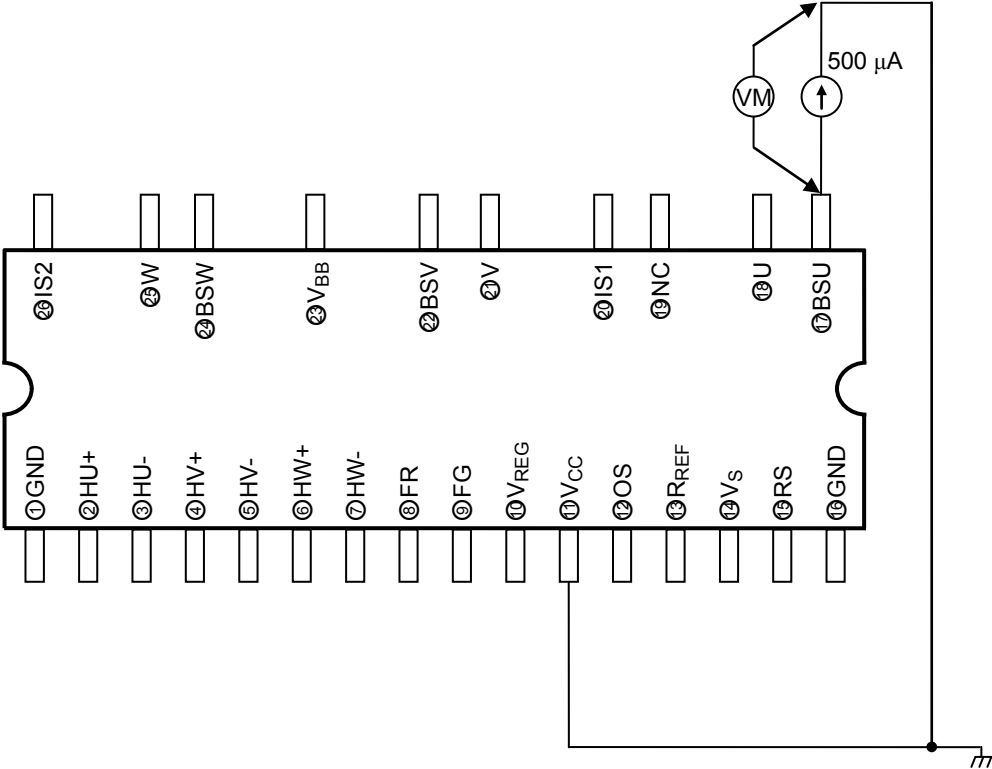 500 μA
VM
㉖IS2
㉕W
㉔BSW
㉓VBB
㉒BSV
㉑V
⑳IS1
⑲NC
⑱U
⑰BSU
①GND
②HU+
③HU-
④HV+
⑤HV-
⑥HW+
⑦HW-
⑧FR
⑨FG
⑩VREG
⑪VCC
⑫OS
⑬RREF
⑭VS
⑮RS
⑯GND